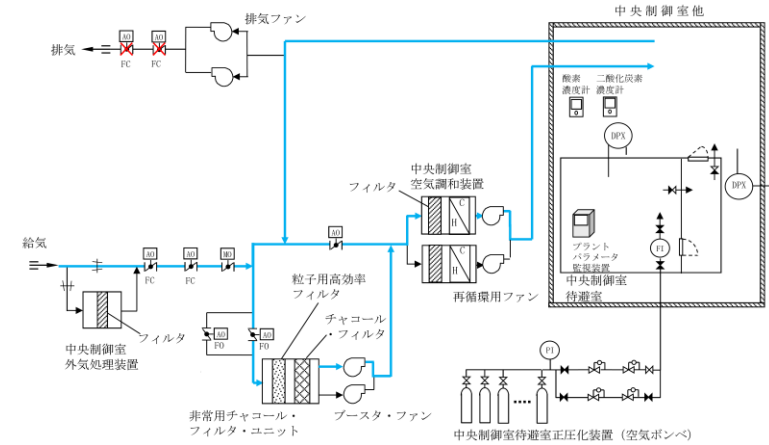 中央制御室他
排気ファン
AO
AO
排気
FC
FC
酸素
濃度計
二酸化炭素
濃度計
DPX
DPX
中央制御室
空気調和装置
フィルタ
C
H
C
H
再循環用ファン
給気
AO
AO
MO
FC
FC
AO
フィルタ
中央制御室
外気処理装置
粒子用高効率
フィルタ
チャコール
・フィルタ
AO
FO
AO
FO
非常用チャコール・
フィルタ・ユニット
ブースタ・ファン
プラント
パラメータ
監視装置
中央制御室
待避室
FI
PI
中央制御室待避室正圧化装置（空気ボンベ）